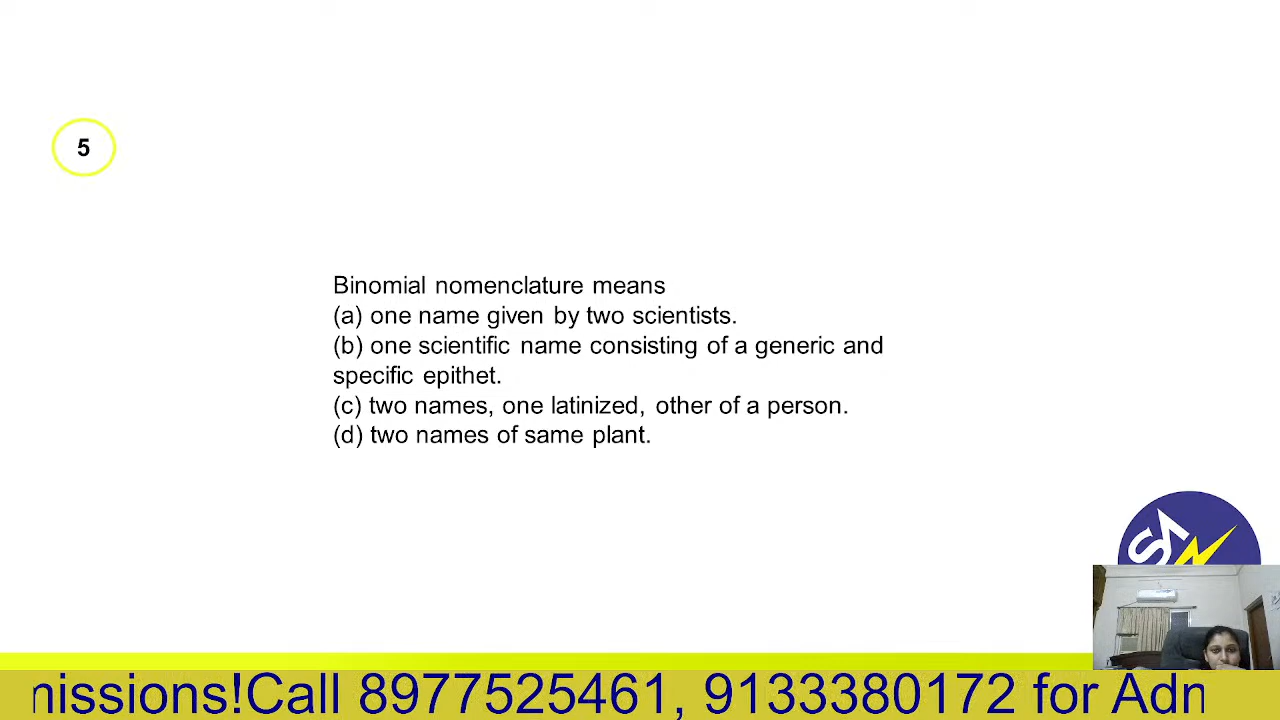 5
Binomial nomenclature means
(a) one name given by two scientists.
(b) one scientific name consisting of a generic and
specific epithet.
(c) two names, one latinized, other of a person.
(d) two names of same plant.
missions!Call 8977525461, 9133380172 for Adn